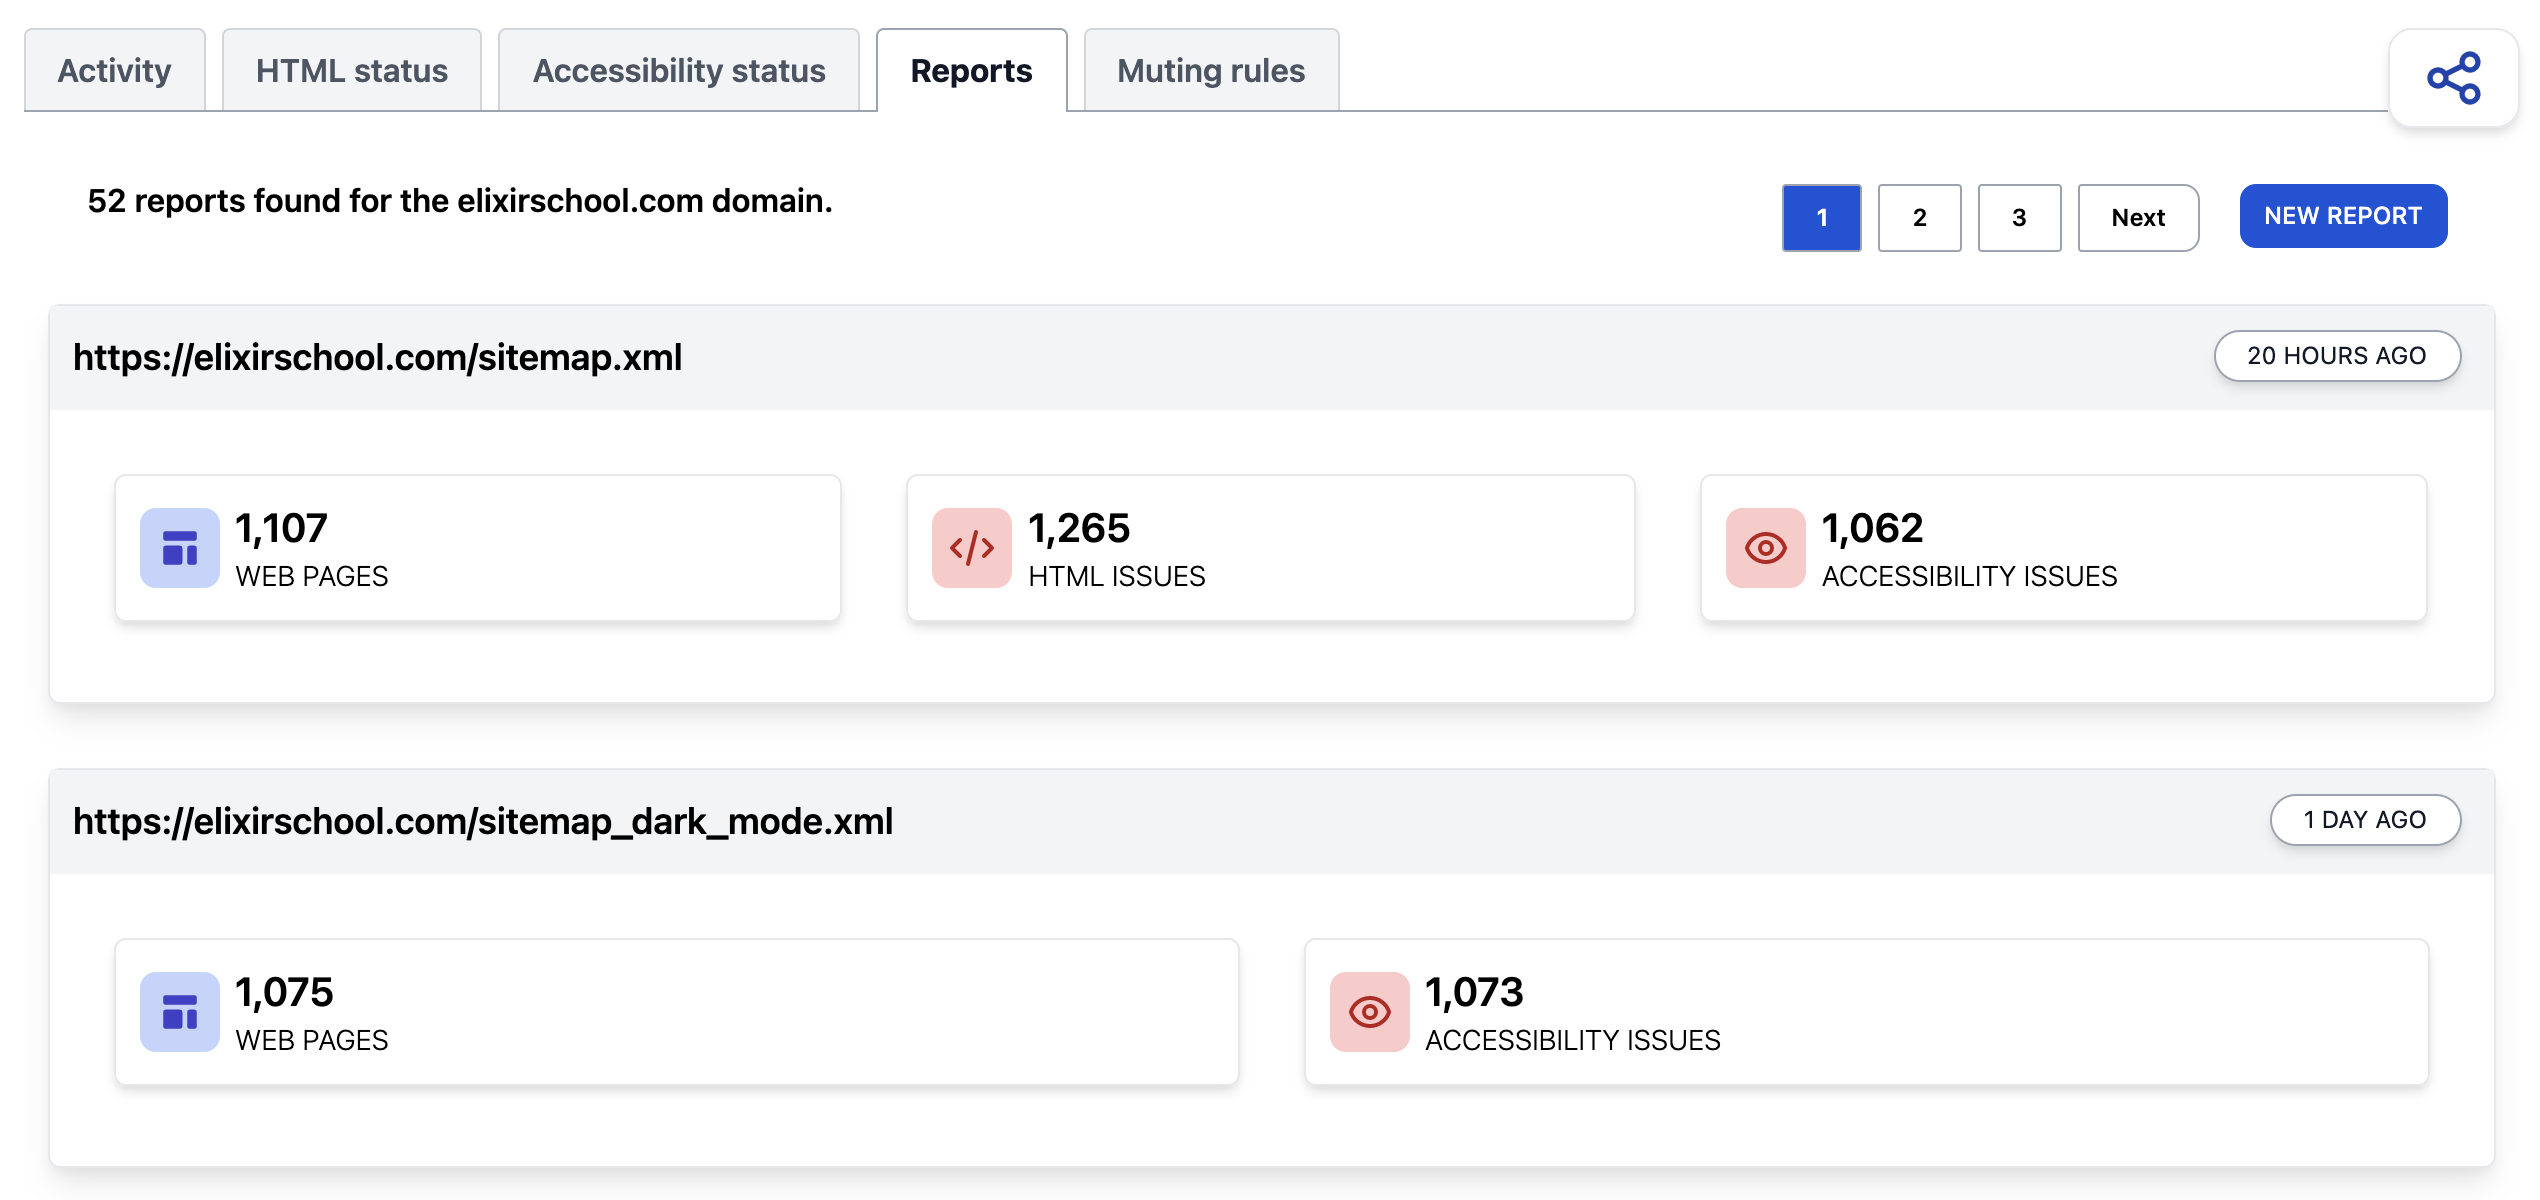 Activity
HTML status
Accessibility status
Reports
Muting rules
52 reports found for the elixirschool.com domain.
1
2
3
Next
NEW REPORT
https://elixirschool.com/sitemap.xml
20 HOURS AGO
1,107
WEB PAGES
1,265
HTML ISSUES
1,062
ACCESSIBILITY ISSUES
https://elixirschool.com/sitemap_dark_mode.xml
1 DAY AGO
1,075
WEB PAGES
1,073
ACCESSIBILITY ISSUES